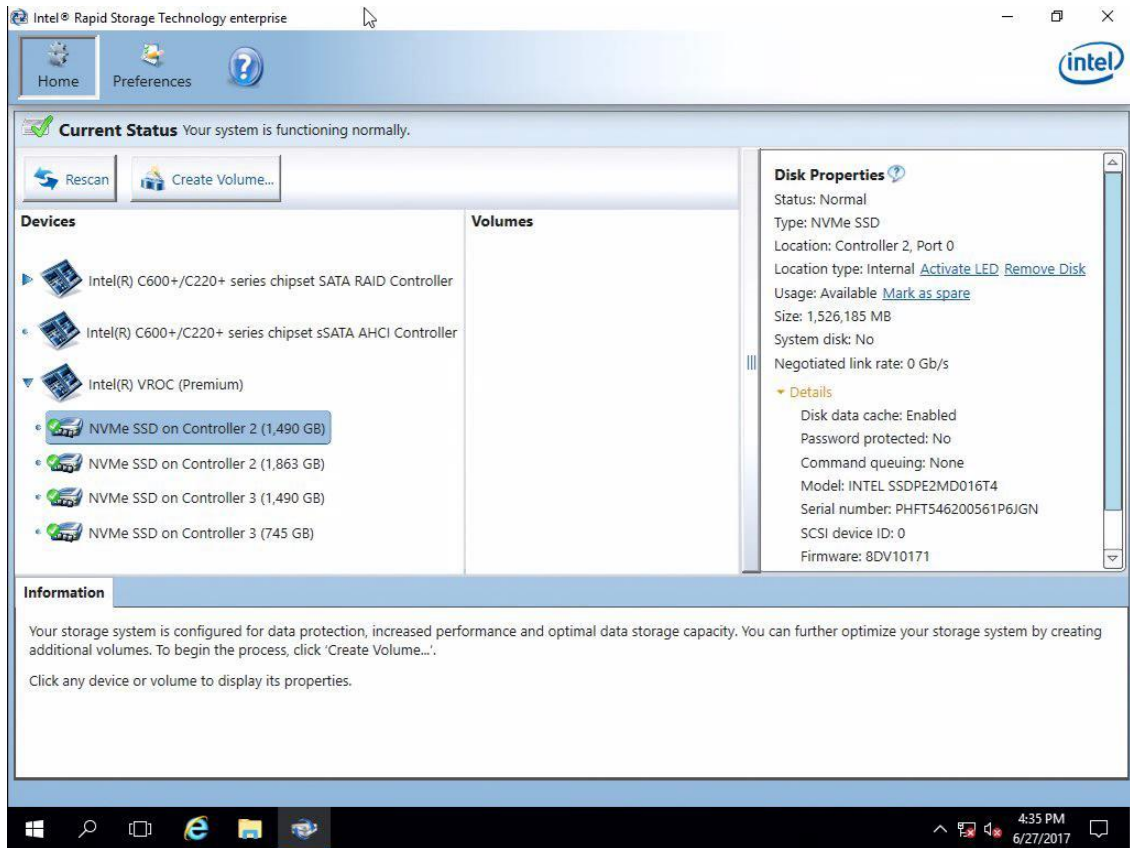 Intel® Rapid Storage Technology enterprise
Home
Preferences
intel
Current Status Your system is functioning normally.
Rescan
Create Volume...
Devices
Intel(R) C600+/C220+ series chipset SATA RAID Controller
Intel(R) C600+/C220+ series chipset sSATA AHCI Controller
Intel(R) VROC (Premium)
NVMe SSD on Controller 2 (1,490 GB)
NVMe SSD on Controller 2 (1,863 GB)
NVMe SSD on Controller 3 (1,490 GB)
NVMe SSD on Controller 3 (745 GB)
Volumes
Disk Properties
Status: Normal
Type: NVMe SSD
Location: Controller 2, Port 0
Location type: Internal Activate LED Remove Disk
Usage: Available Mark as spare
Size: 1,526,185 MB
System disk: No
Negotiated link rate: 0 Gb/s
Details
Disk data cache: Enabled
Password protected: No
Command queuing: None
Model: INTEL SSDPE2MD016T4
Serial number: PHFT546200561P6JGN
SCSI device ID: 0
Firmware: 8DV10171
Information
Your storage system is configured for data protection, increased performance and optimal data storage capacity. You can further optimize your storage system by creating
additional volumes. To begin the process, click 'Create Volume...'.
Click any device or volume to display its properties.
4:35 PM
6/27/2017